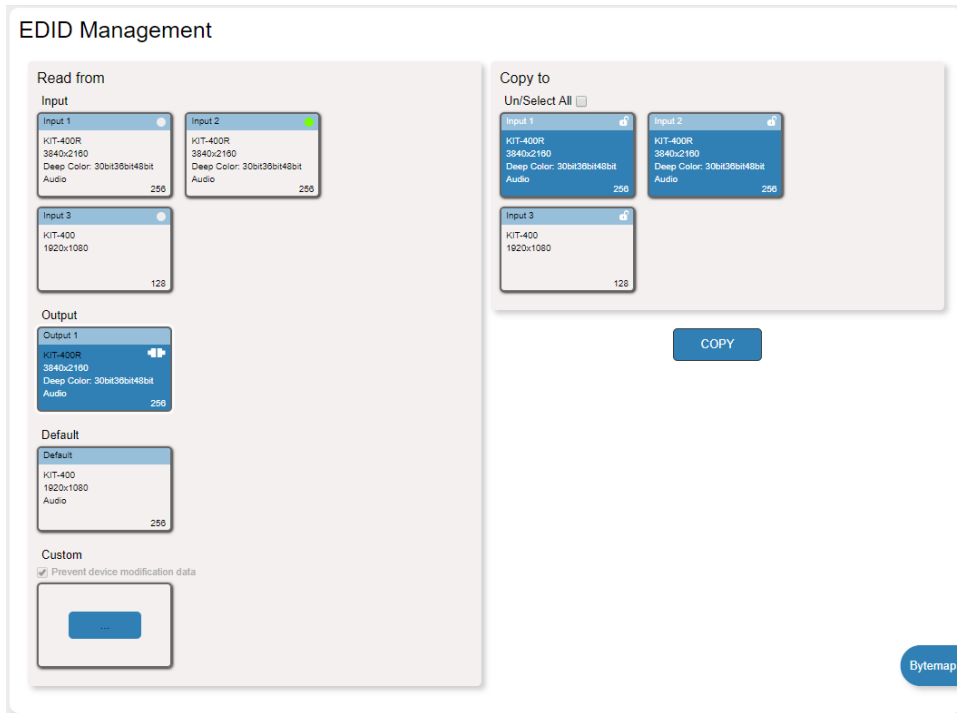 EDID Management
Read from
Input
Input 1
KIT-400R
3840x2160
Deep Color: 30bit36bit48bit
Audio
256
Input 2
KIT-400R
3840x2160
Deep Color: 30bit36bit48bit
Audio
256
Input 3
KIT-400
1920x1080
128
Output
Output 1
KIT-400R
3840x2160
Deep Color: 30bit36bit48bit
Audio
256
Default
Default
KIT-400
1920x1080
Audio
256
Custom
Prevent device modification data
...
Copy to
Un/Select All
Input 1
KIT-400R
3840x2160
Deep Color: 30bit36bit48bit
Audio
256
Input 2
KIT-400R
3840x2160
Deep Color: 30bit36bit48bit
Audio
256
Input 3
KIT-400
1920x1080
128
COPY
Bytemap